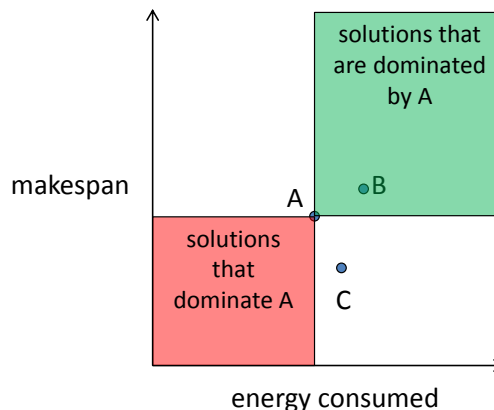 solutions that
are dominated
by A
B
makespan
A
solutions
that
dominate A
C
energy consumed